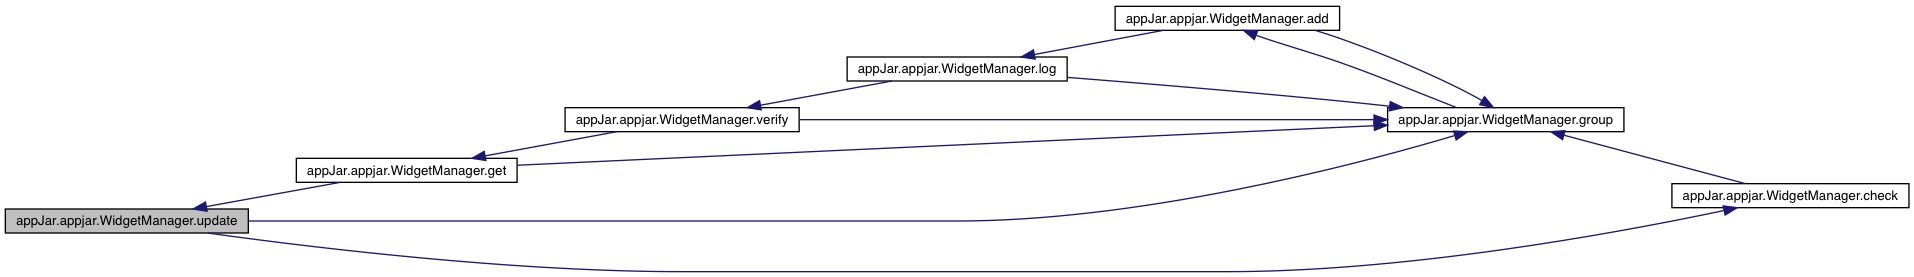 appJar.appjar.WidgetManager.add
appJar.appjar.WidgetManager.log
appJar.appjar.WidgetManager.verify
appJar.appjar.WidgetManager.group
appJar.appjar.WidgetManager.get
appJar.appjar.WidgetManager.check
appJar.appjar.WidgetManager.update